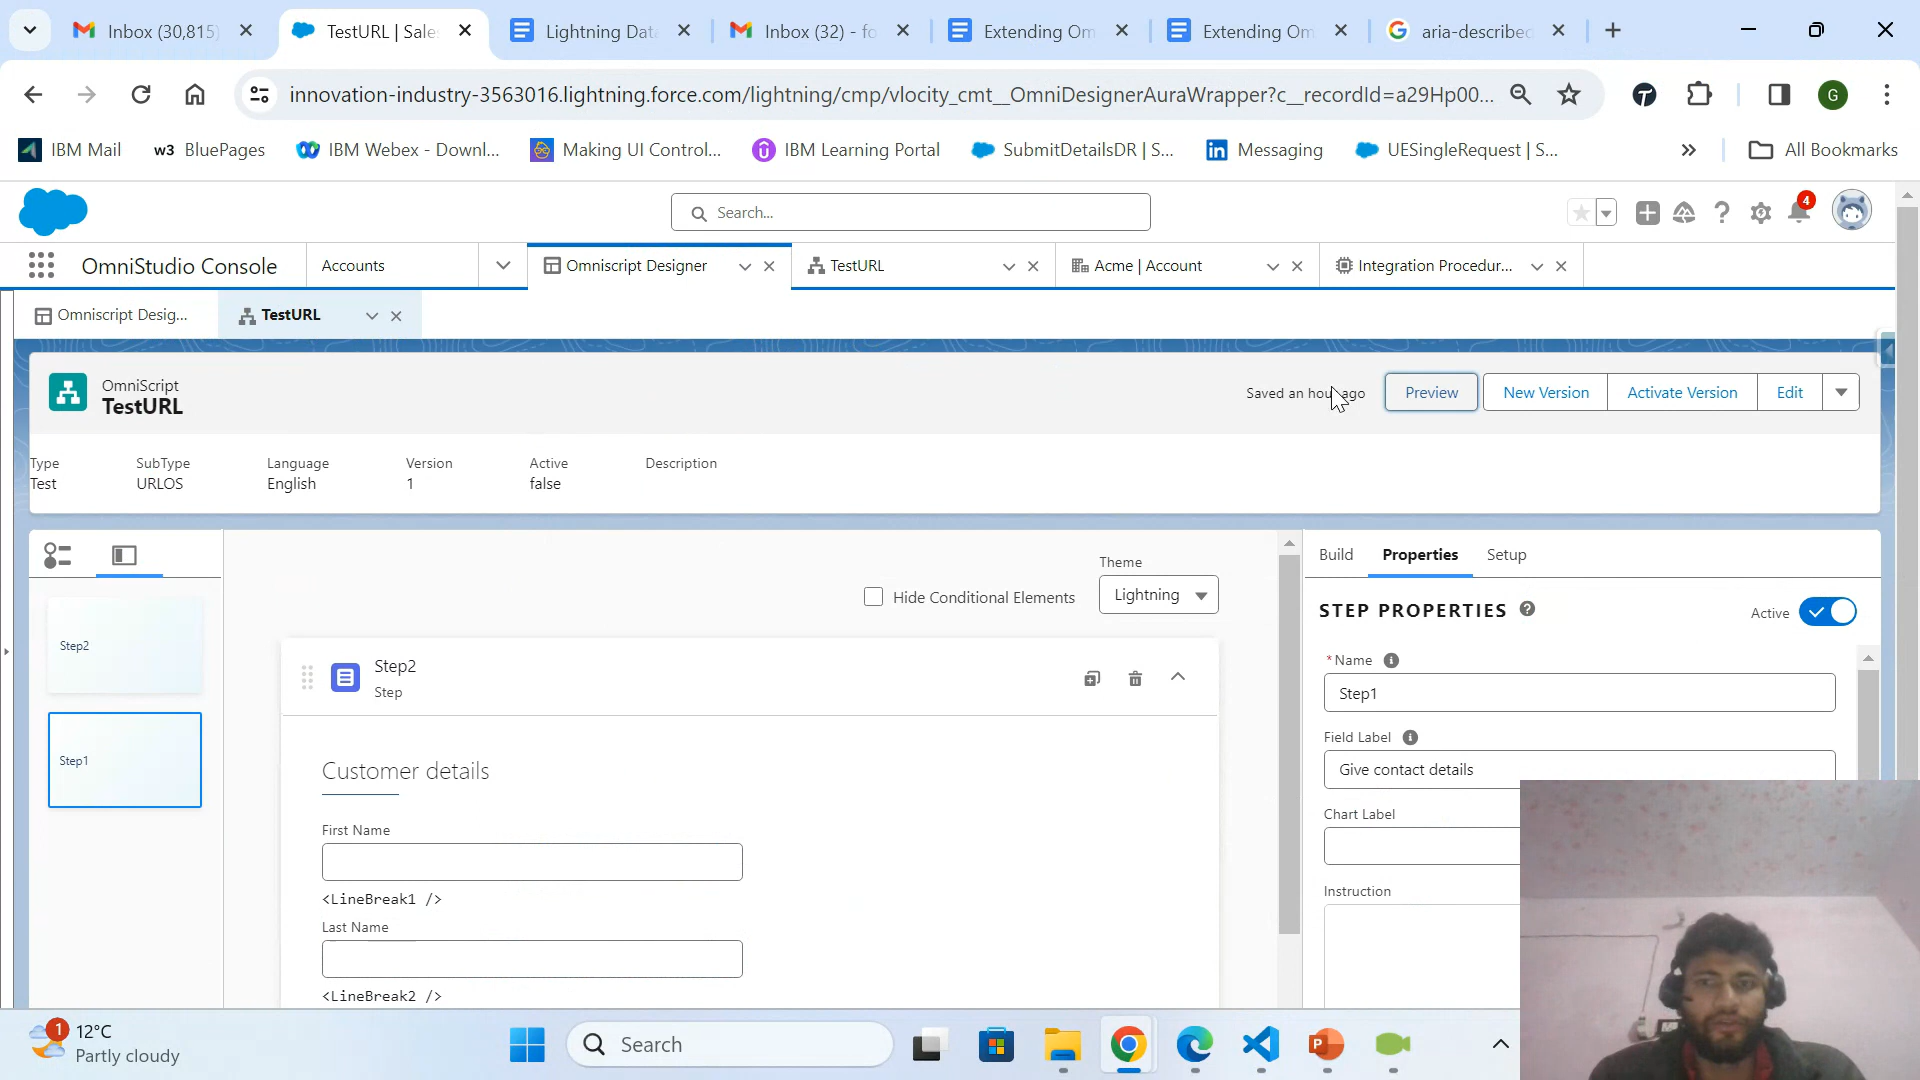 Inbox (30,815)
TestURL | Sale
Lightning Data
Inbox (32) - fo
Extending Om
Extending Om
aria-described
innovation-industry-3563016.lightning.force.com/lightning/cmp/vlocity_cmt__OmniDesignerAuraWrapper?c__recordId=a29Hp00...
G
IBM Mail
w3 BluePages
IBM Webex - Downl...
Making UI Control...
IBM Learning Portal
SubmitDetailsDR | S...
Messaging
UESingleRequest | S...
All Bookmarks
Search...
4
OmniStudio Console
Accounts
Omniscript Designer
TestURL
Acme | Account
Integration Procedur...
Omniscript Desig...
TestURL
OmniScript
TestURL
Saved an hour ago
Preview
New Version
Activate Version
Edit
Type
SubType
Language
Version
Active
Description
Test
URLOS
English
1
false
Theme
Hide Conditional Elements
Lightning
Build
Properties
Setup
STEP PROPERTIES
Active
Step2
Step1
Step2
Step
Customer details
First Name
<LineBreak1 />
Last Name
<LineBreak2 />
*Name
Step1
Field Label
Give contact details
Chart Label
Instruction
1
12°C
Partly cloudy
Search